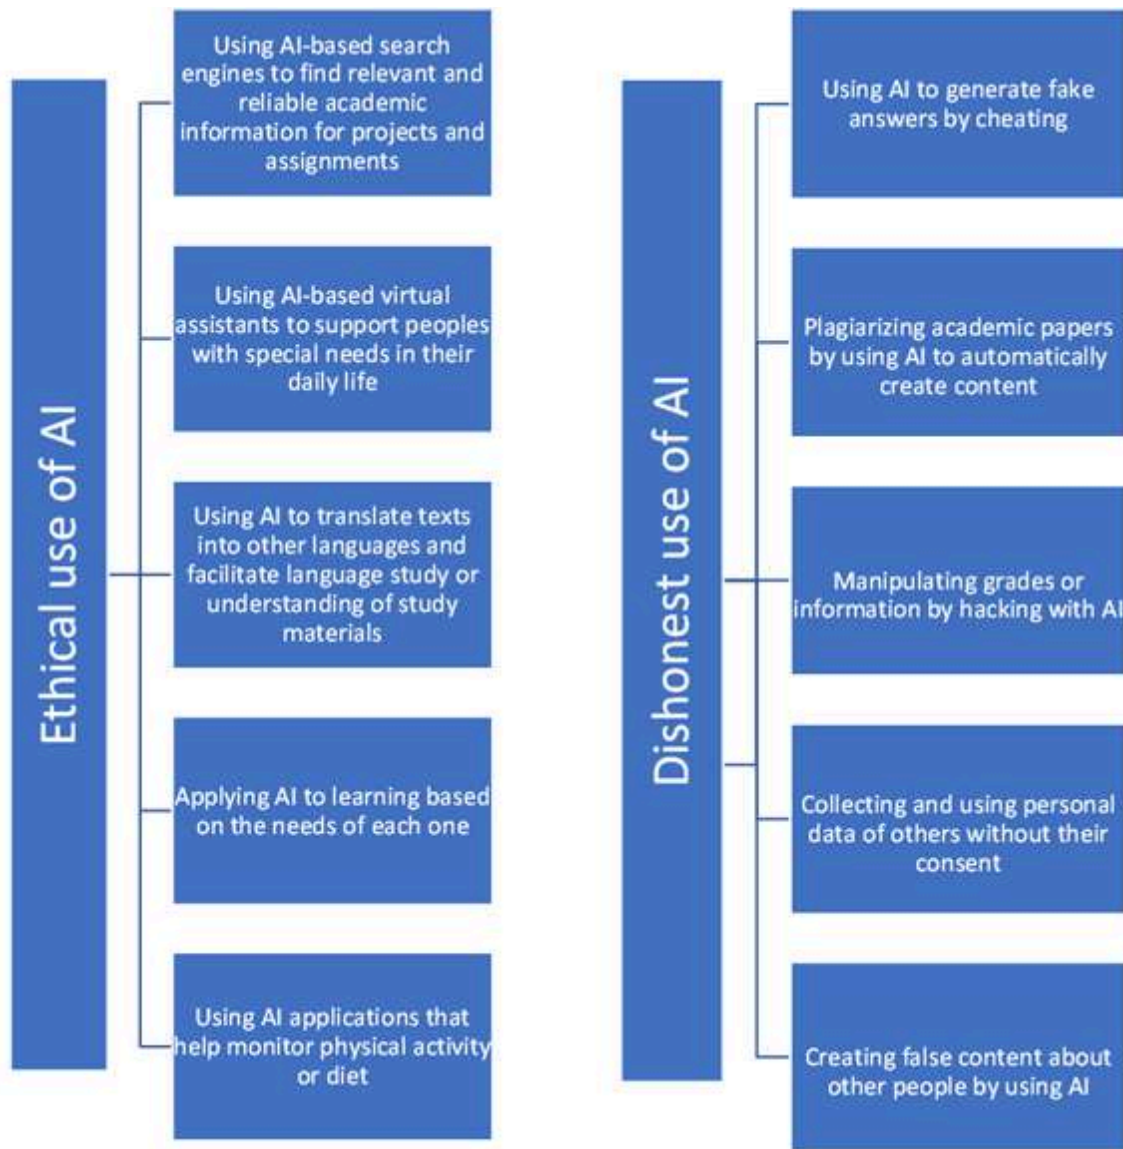 Ethical use of AI
Using AI-based search
engines to find relevant and
reliable academic
information for projects and
assignments
Using AI-based virtual
assistants to support peoples
with special needs in their
daily life
Using AI to translate texts
into other languages and
facilitate language study or
understanding of study
materials
Applying AI to learning based
on the needs of each one
Using AI applications that
help monitor physical activity
or diet
Dishonest use of AI
Using AI to generate fake
answers by cheating
Plagiarizing academic papers
by using AI to automatically
create content
Manipulating grades or
information by hacking with AI
Collecting and using personal
data of others without their
consent
Creating false content about
other people by using AI